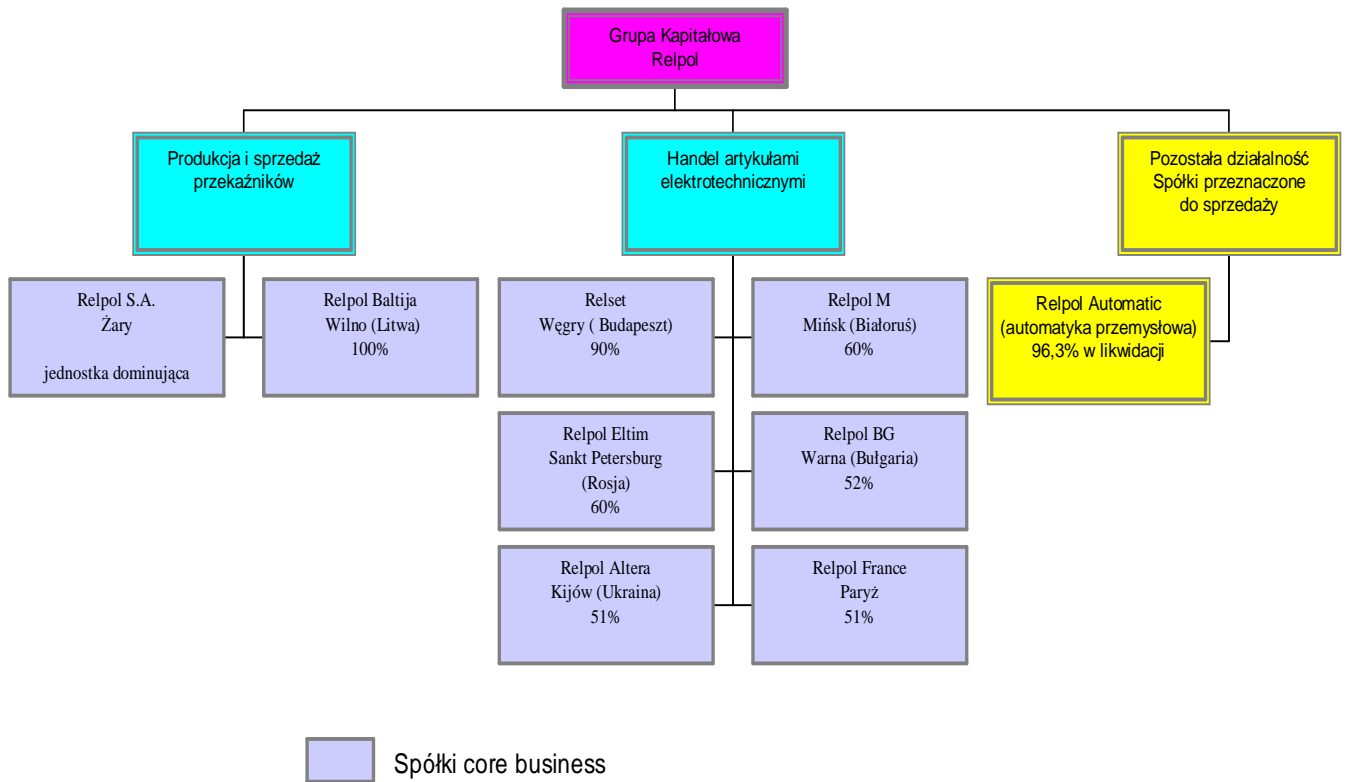 Grupa Kapitałowa
Relpol
Produkcja i sprzedaż
przekaźników
Handel artykułami
elektrotechnicznymi
Pozostała działalność
Spółki przeznaczone
do sprzedaży
Relpol S.A.
Żary
jednostka dominująca
Relpol Baltija
Wilno (Litwa)
100%
Relset
Węgry ( Budapeszt)
90%
Relpol M
Mińsk (Białoruś)
60%
Relpol Automatic
(automatyka przemysłowa)
96,3% w likwidacji
Relpol Eltim
Sankt Petersburg
(Rosja)
60%
Relpol BG
Warna (Bułgaria)
52%
Relpol Altera
Kijów (Ukraina)
51%
Relpol France
Paryż
51%
Spółki core business